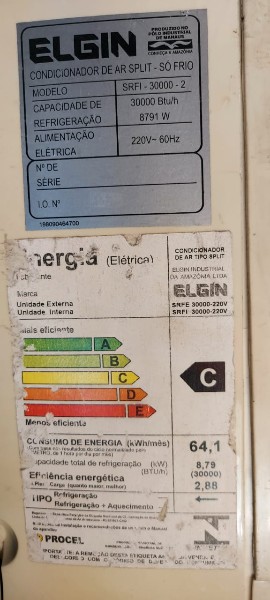 ELGIN
PRODUZIDO NO
PÓLO INDUSTRIAL
DE MANAUS
CONHEÇA A AMAZÔNIA
CONDICIONADOR DE AR SPLIT - SÓ FRIO
MODELO SRFI - 30000 - 2
CAPACIDADE DE REFRIGERAÇÃO 30000 Btu/h 8791 W
ALIMENTAÇÃO ELÉTRICA 220V~ 60Hz
Nº DE SÉRIE
I.O. Nº
Energia (Elétrica)
CONDICIONADOR
DE AR TIPO SPLIT
ELGIN INDUSTRIAL
DA AMAZÔNIA LTDA
Marca ELGIN
Unidade Externa SRFE 30000-220V
Unidade Interna SRFI 30000-220V
Mais eficiente
A
B
C
D
E
C
Menos eficiente
CONSUMO DE ENERGIA (kWh/mês) 64,1
Capacidade total de refrigeração (kW) 8,79
(BTU/h) (30000)
Eficiência energética 2,88
TIPO Refrigeração
Refrigeração + Aquecimento
PROCEL